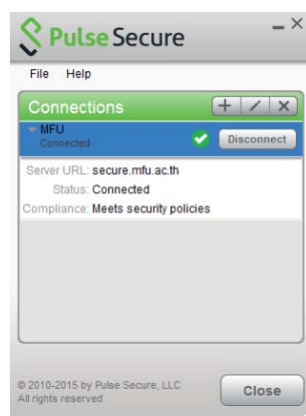 Pulse Secure
File Help
Connections
MFU
Connected
Disconnect
Server URL: secure.mfu.ac.th
Status: Connected
Compliance: Meets security policies
© 2010-2015 by Pulse Secure, LLC
All rights reserved
Close